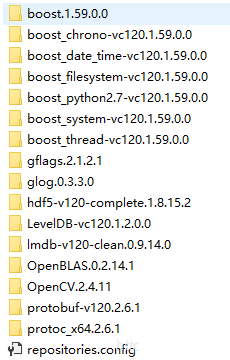 boost.1.59.0.0
boost_chrono-vc120.1.59.0.0
boost_date_time-vc120.1.59.0.0
boost_filesystem-vc120.1.59.0.0
boost_python2.7-vc120.1.59.0.0
boost_system-vc120.1.59.0.0
boost_thread-vc120.1.59.0.0
gflags.2.1.2.1
glog.0.3.3.0
hdf5-v120-complete.1.8.15.2
LevelDB-vc120.1.2.0.0
lmdb-v120-clean.0.9.14.0
OpenBLAS.0.2.14.1
OpenCV.2.4.11
protobuf-v120.2.6.1
protoc_x64.2.6.1
repositories.config